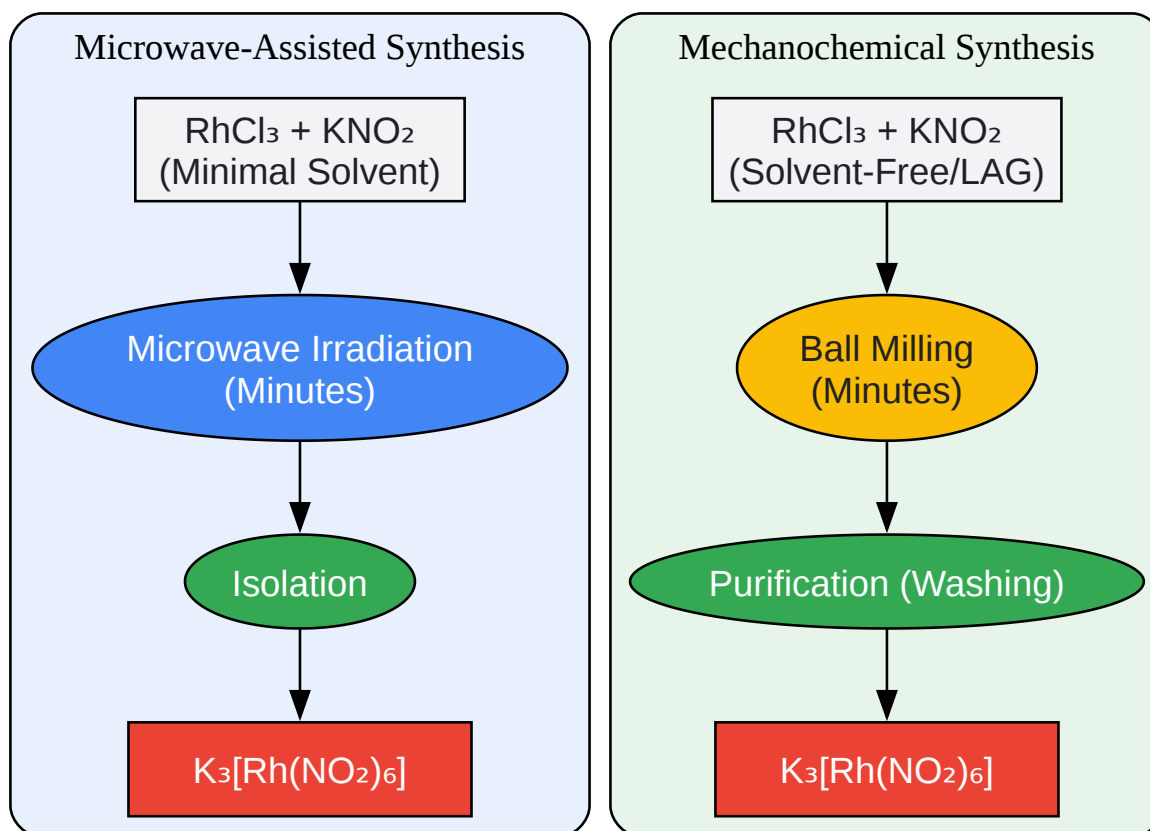 Microwave-Assisted Synthesis
RhCl₃ + KNO₂
(Minimal Solvent)
Microwave Irradiation
(Minutes)
Isolation
K₃[Rh(NO₂)₆]
Mechanochemical Synthesis
RhCl₃ + KNO₂
(Solvent-Free/LAG)
Ball Milling
(Minutes)
Purification (Washing)
K₃[Rh(NO₂)₆]